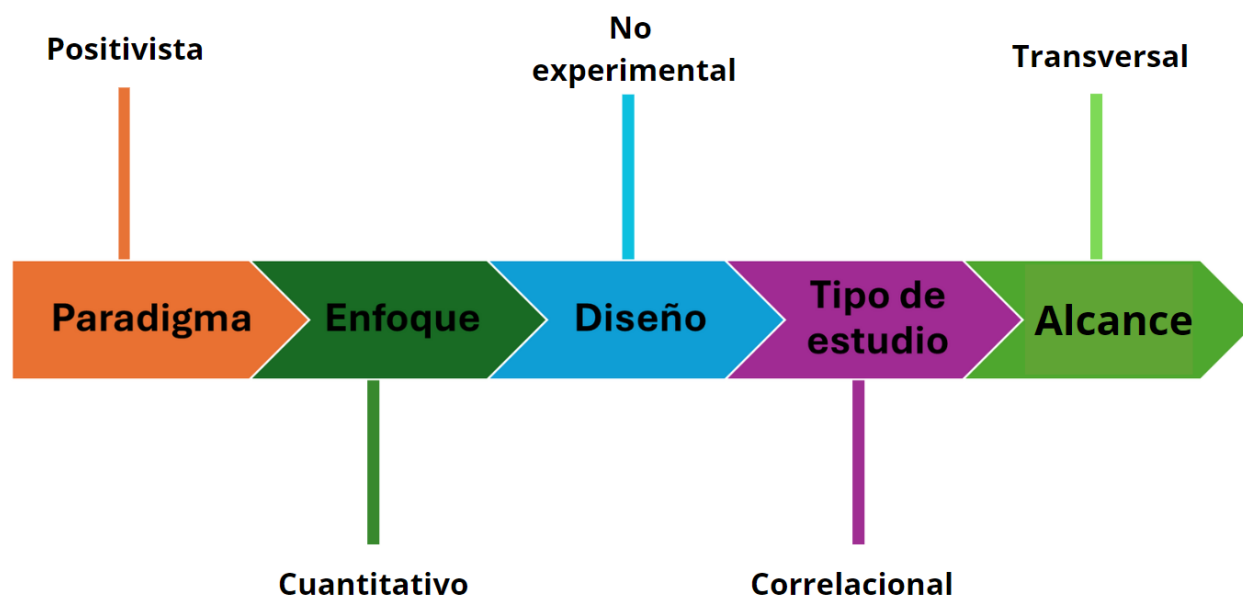 Positivista
No
experimental
Transversal
Paradigma
Enfoque
Diseño
Tipo de
estudio
Alcance
Cuantitativo
Correlacional